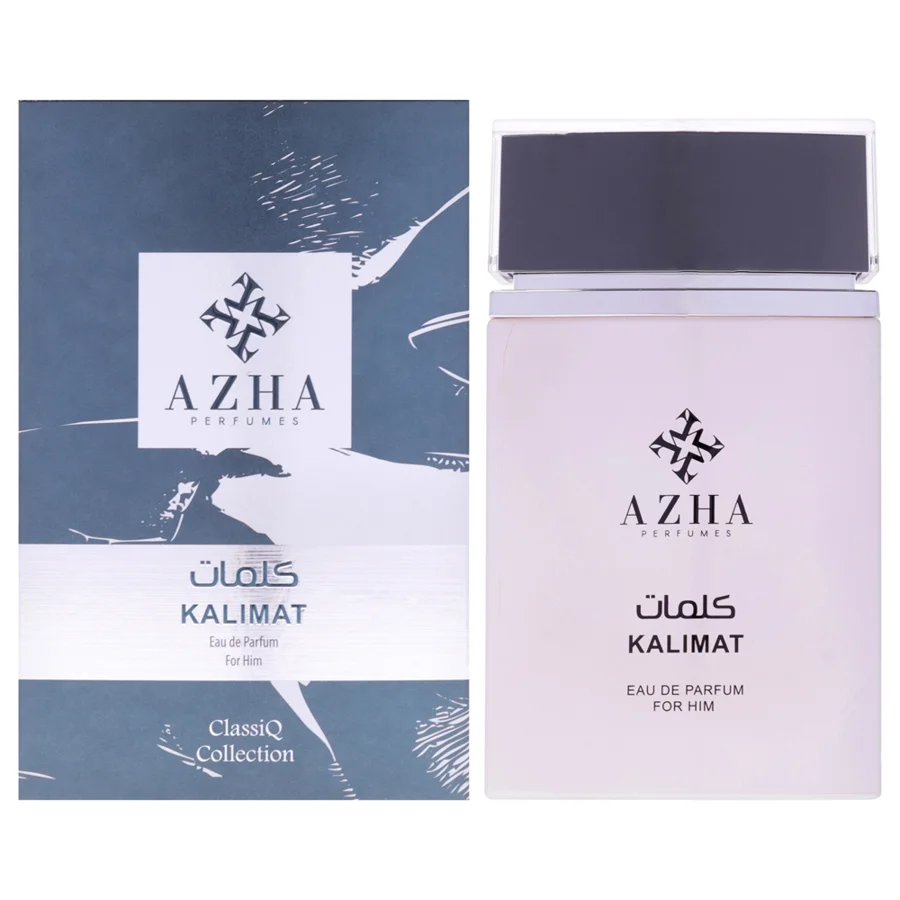 AZHA
PERFUMES
كلمات
KALIMAT
Eau de Parfum
For Him
ClassiQ
Collection
AZHA
PERFUMES
كلمات
KALIMAT
EAU DE PARFUM
FOR HIM